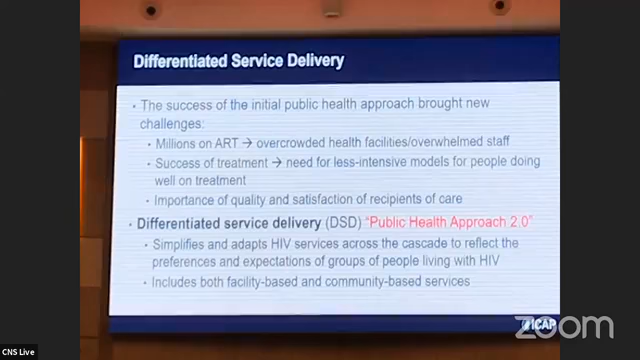 Differentiated Service Delivery
• The success of the initial public health approach brought new
challenges:
• Millions on ART → overcrowded health facilities/overwhelmed staff
• Success of treatment → need for less-intensive models for people doing
well on treatment
• Importance of quality and satisfaction of recipients of care
• Differentiated service delivery (DSD) “Public Health Approach 2.0”
• Simplifies and adapts HIV services across the cascade to reflect the
preferences and expectations of groups of people living with HIV
• Includes both facility-based and community-based services
ICAP
zoom
CNS Live